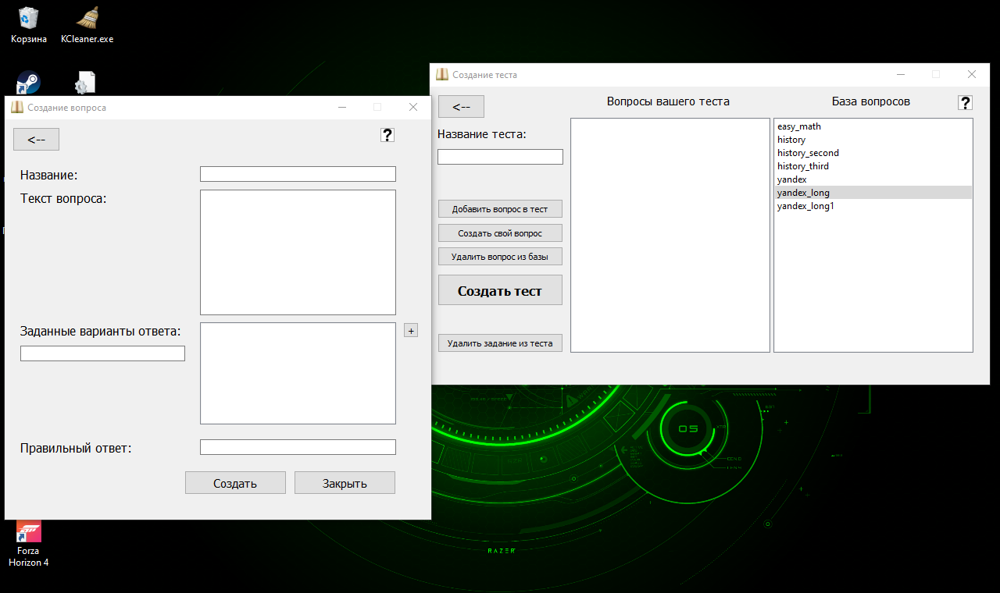 Корзина
KCleaner.exe
Создание вопроса
<--
?
Название:
Текст вопроса:
Заданные варианты ответа:
+
Правильный ответ:
Создать
Закрыть
Создание теста
<--
Вопросы вашего теста
База вопросов
?
Название теста:
easy_math
history
history_second
history_third
yandex
yandex_long
yandex_long1
Добавить вопрос в тест
Создать свой вопрос
Удалить вопрос из базы
Создать тест
Удалить задание из теста
05
RAZER
Forza
Horizon 4